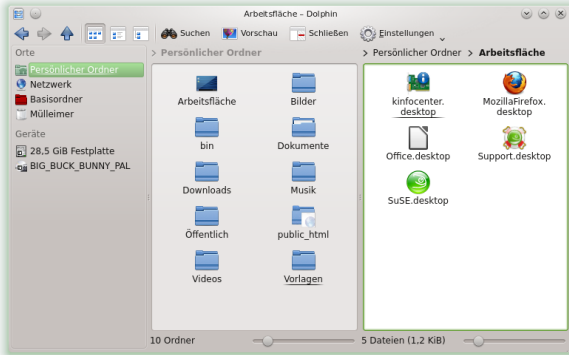 Arbeitsfläche – Dolphin
Suchen
Vorschau
Schließen
Einstellungen
Orte
Persönlicher Ordner
Netzwerk
Basisordner
Mülleimer
Geräte
28,5 GiB Festplatte
BIG_BUCK_BUNNY_PAL
> Persönlicher Ordner
Arbeitsfläche
Bilder
bin
Dokumente
Downloads
Musik
Öffentlich
public_html
Videos
Vorlagen
10 Ordner
> Persönlicher Ordner > Arbeitsfläche
kinfocenter.
desktop
MozillaFirefox.
desktop
Office.desktop
Support.desktop
SuSE.desktop
5 Dateien (1,2 KiB)